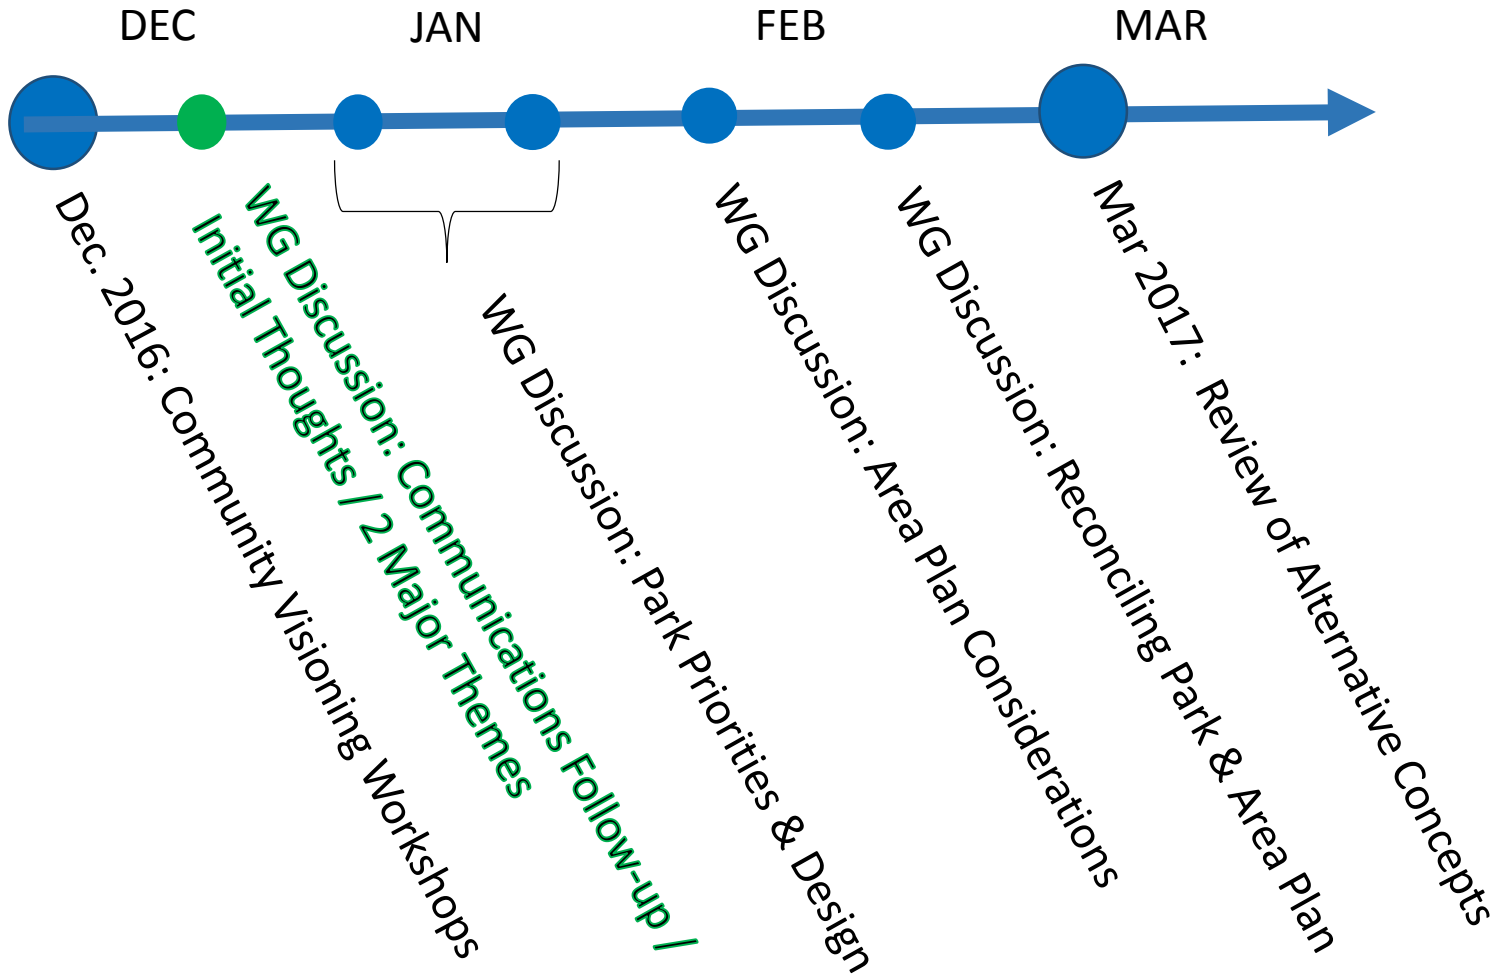 DEC
JAN
FEB
MAR
Dec. 2016: Community Visioning Workshops
WG Discussion: Communications Follow-up /
Initial Thoughts / 2 Major Themes
WG Discussion: Park Priorities & Design
WG Discussion: Area Plan Considerations
WG Discussion: Reconciling Park & Area Plan
Mar 2017: Review of Alternative Concepts